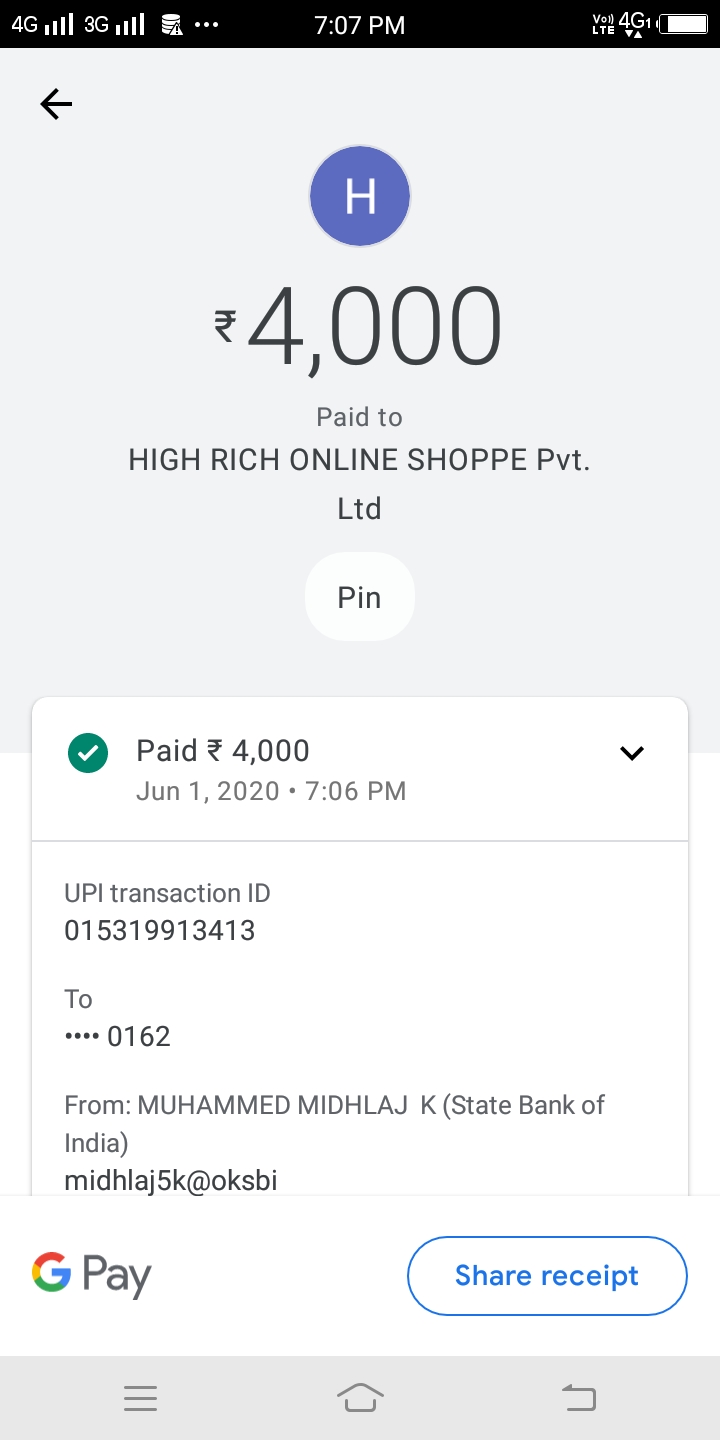 4G 3G 7:07 PM Vo)) LTE 4G1
H
₹4,000
Paid to
HIGH RICH ONLINE SHOPPE Pvt.
Ltd
Pin
Paid ₹ 4,000
Jun 1, 2020 • 7:06 PM
UPI transaction ID
015319913413
To
•••• 0162
From: MUHAMMED MIDHLAJ K (State Bank of
India)
midhlaj5k@oksbi
G Pay
Share receipt